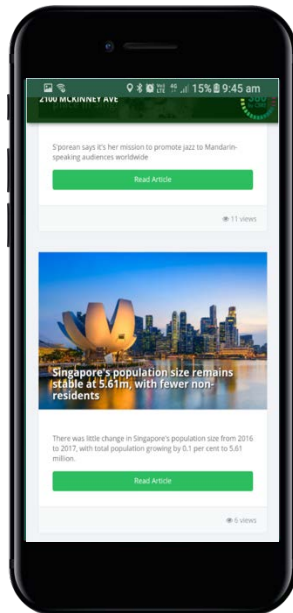 15% 9:45 am
2100 MCKINNEY AVE
360
S'porean says it's her mission to promote jazz to Mandarin-
speaking audiences worldwide
Read Article
11 views
Singapore's population size remains
stable at 5.61m, with fewer non-
residents
There was little change in Singapore's population size from 2016
to 2017, with total population growing by 0.1 per cent to 5.61
million.
Read Article
6 views